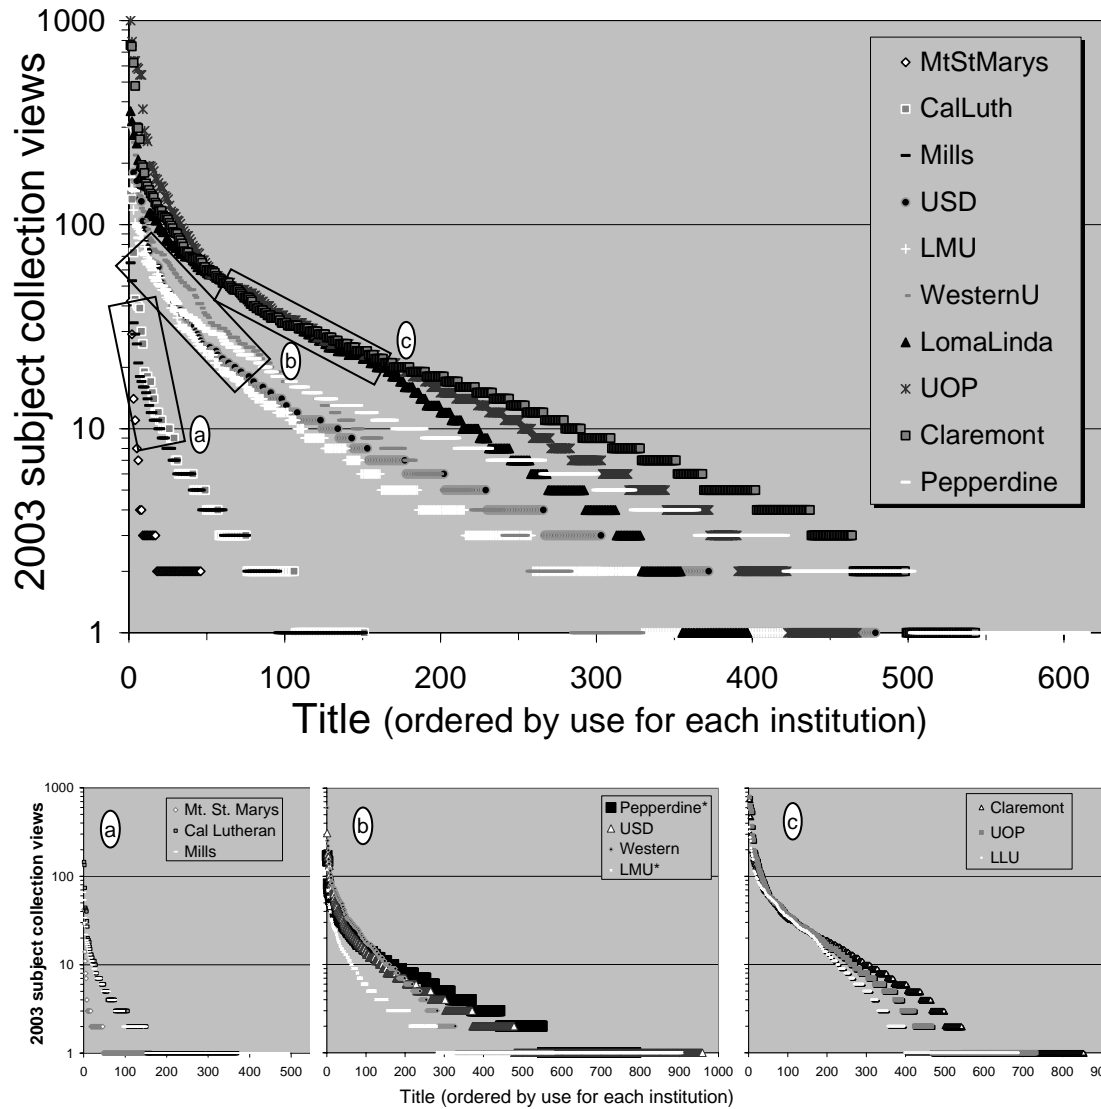 1000
100
10
1
2003 subject collection views
MtStMarys
CalLuth
Mills
USD
LMU
WesternU
LomaLinda
UOP
Claremont
Pepperdine
c
b
a
0 100 200 300 400 500 600
Title (ordered by use for each institution)
1000
100
10
1
2003 subject collection views
a
Mt. St. Marys
Cal Lutheran
Mills
0 100 200 300 400 500
b
Pepperdine*
USD
Western
LMU*
0 100 200 300 400 500 600 700 800 900 1000
1000
100
10
1
c
Claremont
UOP
LLU
0 100 200 300 400 500 600 700 800
Title (ordered by use for each institution)